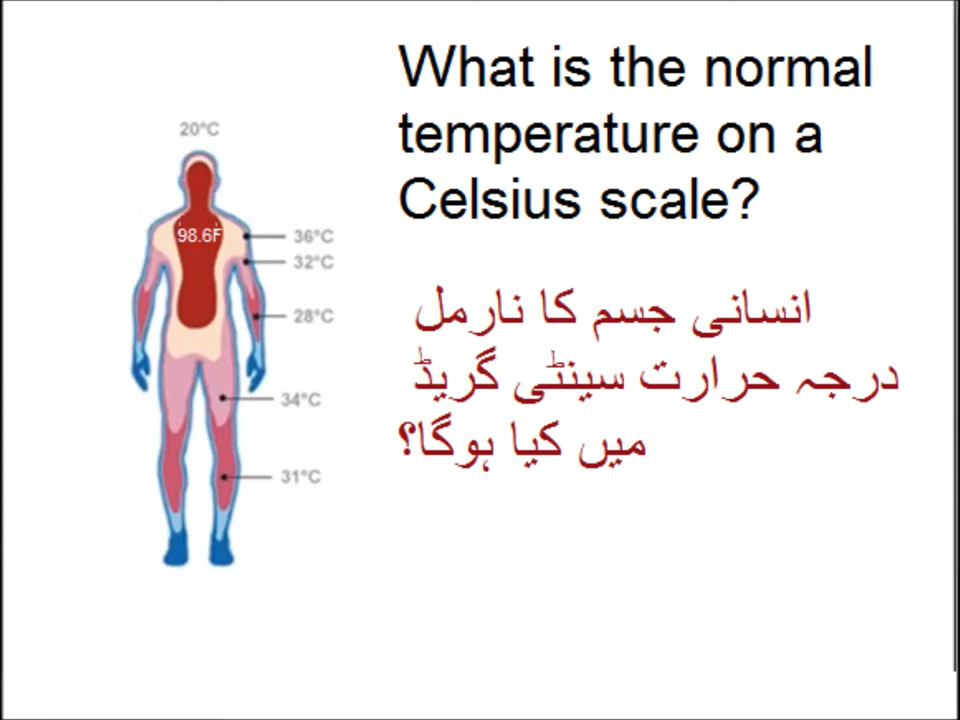 What is the normal
temperature on a
Celsius scale?
انسانی جسم کا نارمل
درجہ حرارت سینٹی گریڈ
میں کیا ہوگا؟
20°C
98.6F
36°C
32°C
28°C
34°C
31°C